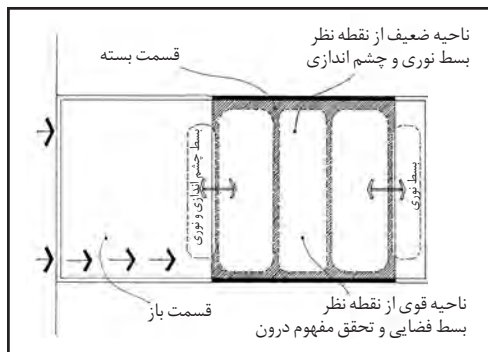 ناحیه ضعیف از نقطه نظر
بسط نوری و چشم اندازی
قسمت بسته
بسط چشم اندازی و نوری
بسط نوری
ناحیه قوی از نقطه نظر
بسط فضایی و تحقق مفهوم درون
قسمت باز